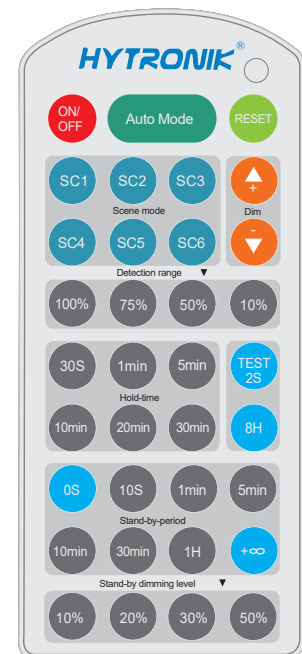 HYTRONIK®
ON/
OFF
Auto Mode
RESET
SC1 SC2 SC3
+
Scene mode
Dim
SC4 SC5 SC6
-
Detection range ▼
100% 75% 50% 10%
30S 1min 5min
TEST
2S
Hold-time
10min 20min 30min 8H
0S 10S 1min 5min
Stand-by-period
10min 30min 1H +∞
Stand-by dimming level ▼
10% 20% 30% 50%